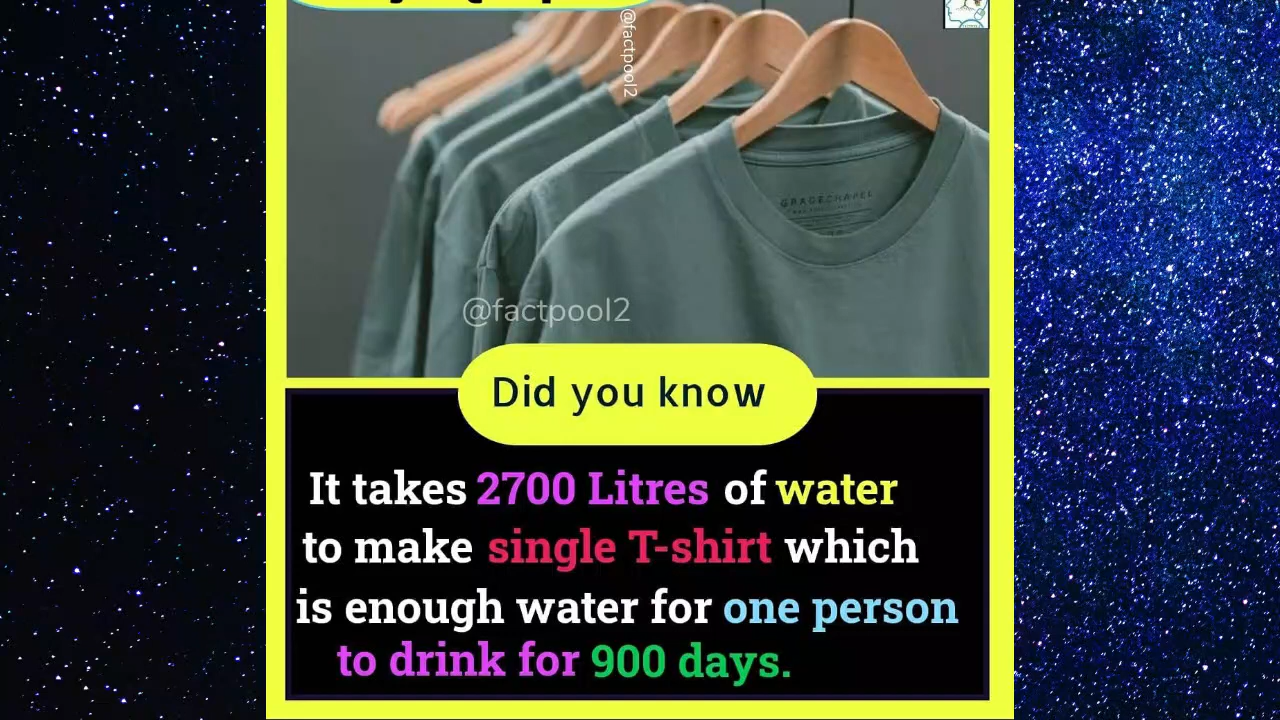 @factpool2
GRACECHAPEL
@factpool2
Did you know
It takes 2700 Litres of water
to make single T-shirt which
is enough water for one person
to drink for 900 days.